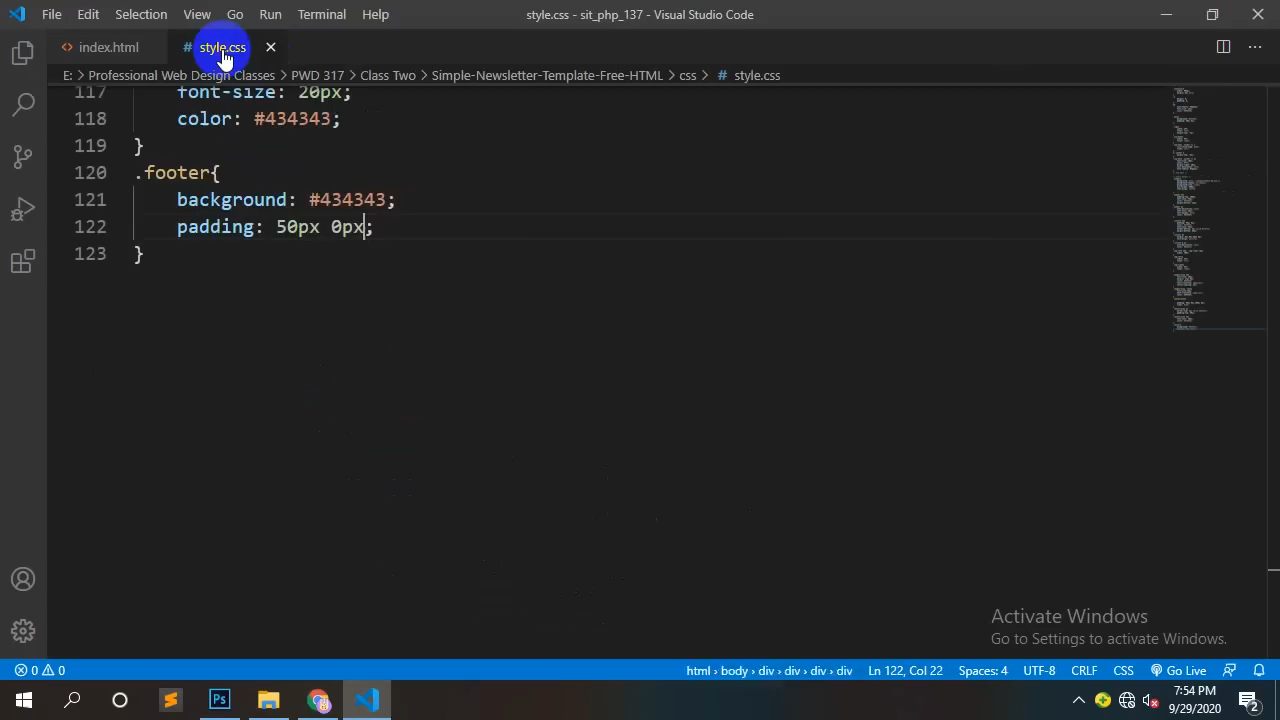 File Edit Selection View Go Run Terminal Help style.css - sit_php_137 - Visual Studio Code
index.html style.css
E: > Professional Web Design Classes > PWD 317 > Class Two > Simple-Newsletter-Template-Free-HTML > css > # style.css
117 font-size: 20px;
118 color: #434343;
119 }
120 .footer{
121 background: #434343;
122 padding: 50px 0px;
123 }
Activate Windows
Go to Settings to activate Windows.
0 0 html › body › div › div › div › div Ln 122, Col 22 Spaces: 4 UTF-8 CRLF CSS Go Live
7:54 PM
9/29/2020
2